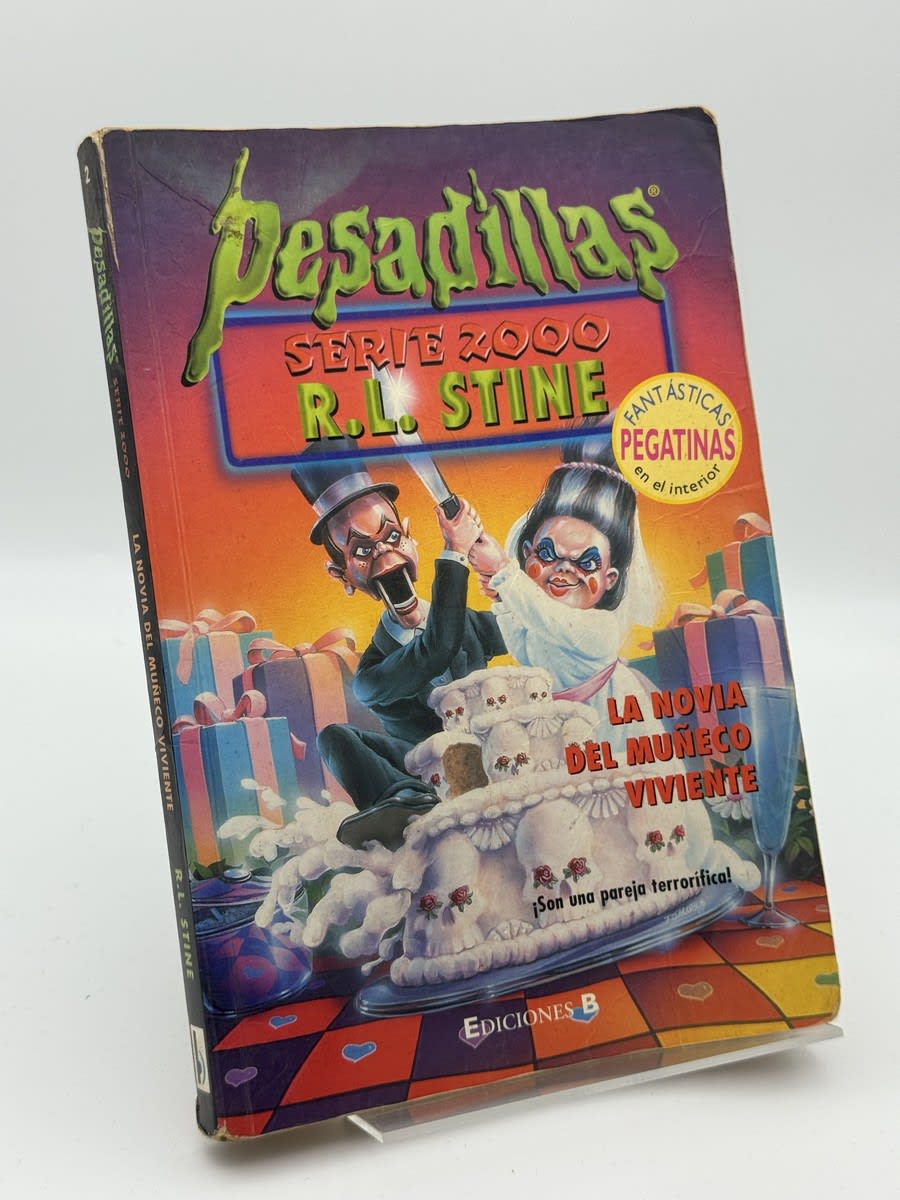 Pesadillas®
SERIE 2000
R.L. STINE
FANTÁSTICAS
PEGATINAS
en el interior
LA NOVIA
DEL MUÑECO
VIVIENTE
¡Son una pareja terrorífica!
EDICIONES B
2
Pesadillas
SERIE 2000
LA NOVIA DEL MUÑECO VIVIENTE
R.L. STINE